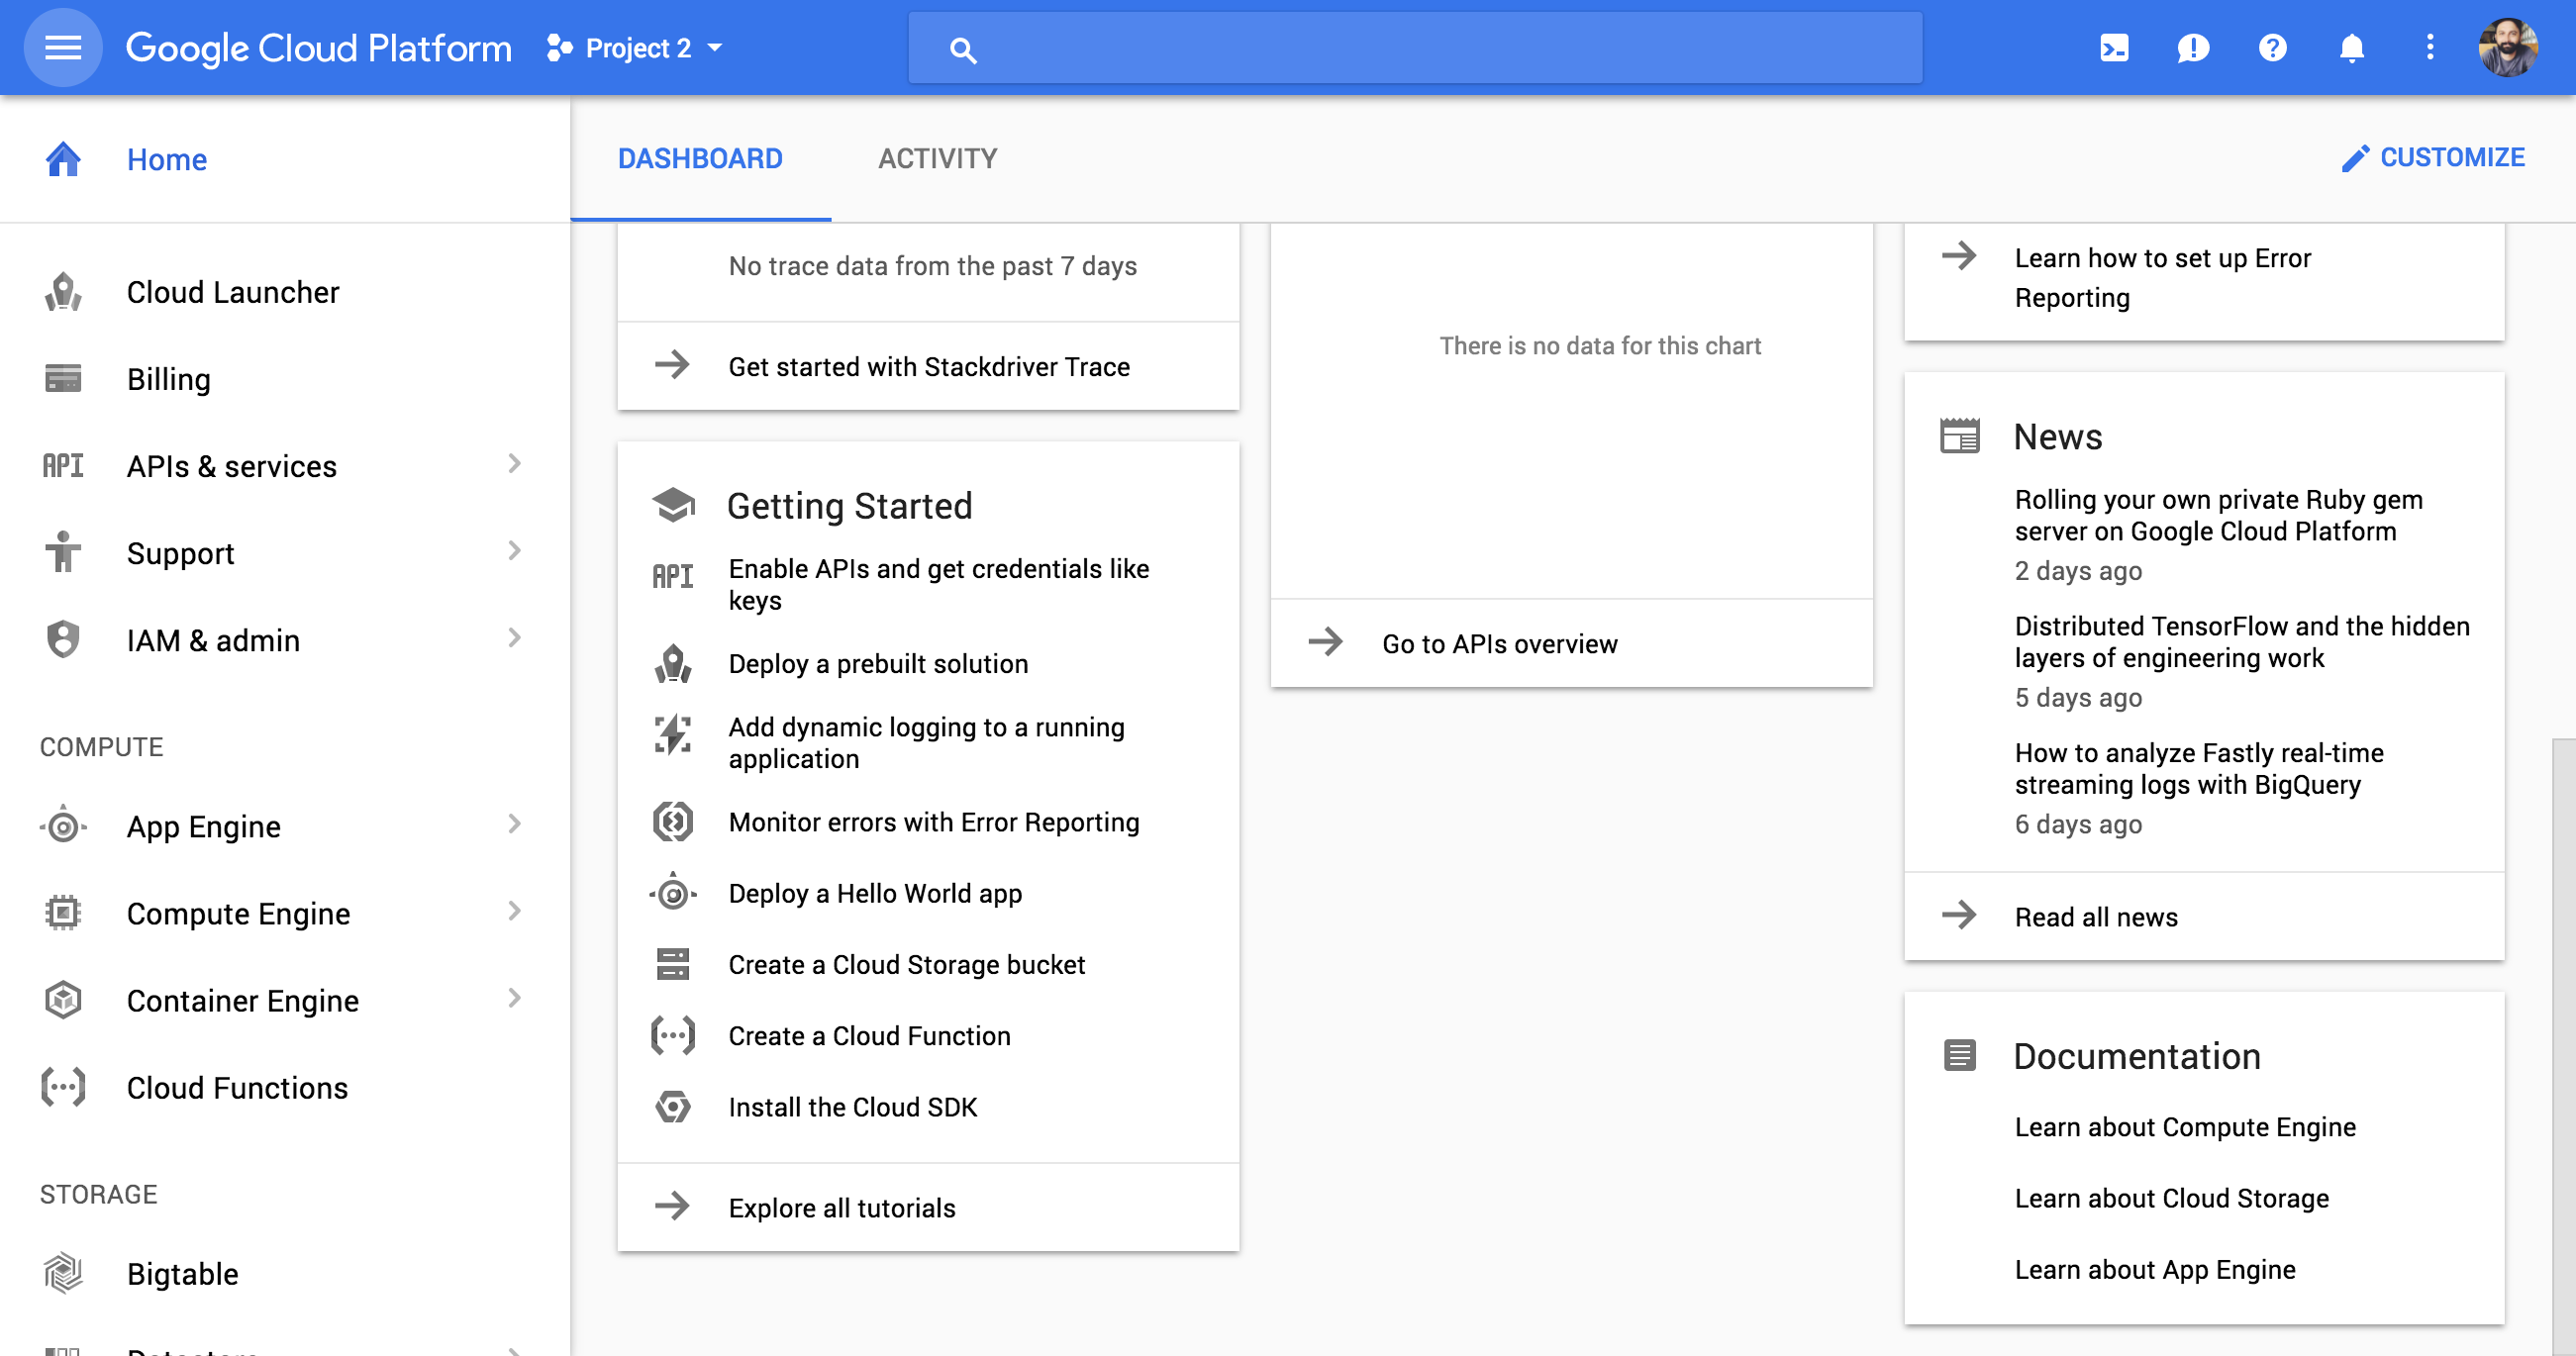 Google Cloud Platform
Project 2
Home
Cloud Launcher
Billing
API
APIs & services
Support
IAM & admin
COMPUTE
App Engine
Compute Engine
Container Engine
Cloud Functions
STORAGE
Bigtable
DASHBOARD
ACTIVITY
CUSTOMIZE
No trace data from the past 7 days
Get started with Stackdriver Trace
Getting Started
API
Enable APIs and get credentials like
keys
Deploy a prebuilt solution
Add dynamic logging to a running
application
Monitor errors with Error Reporting
Deploy a Hello World app
Create a Cloud Storage bucket
Create a Cloud Function
Install the Cloud SDK
Explore all tutorials
There is no data for this chart
Go to APIs overview
Learn how to set up Error
Reporting
News
Rolling your own private Ruby gem
server on Google Cloud Platform
2 days ago
Distributed TensorFlow and the hidden
layers of engineering work
5 days ago
How to analyze Fastly real-time
streaming logs with BigQuery
6 days ago
Read all news
Documentation
Learn about Compute Engine
Learn about Cloud Storage
Learn about App Engine